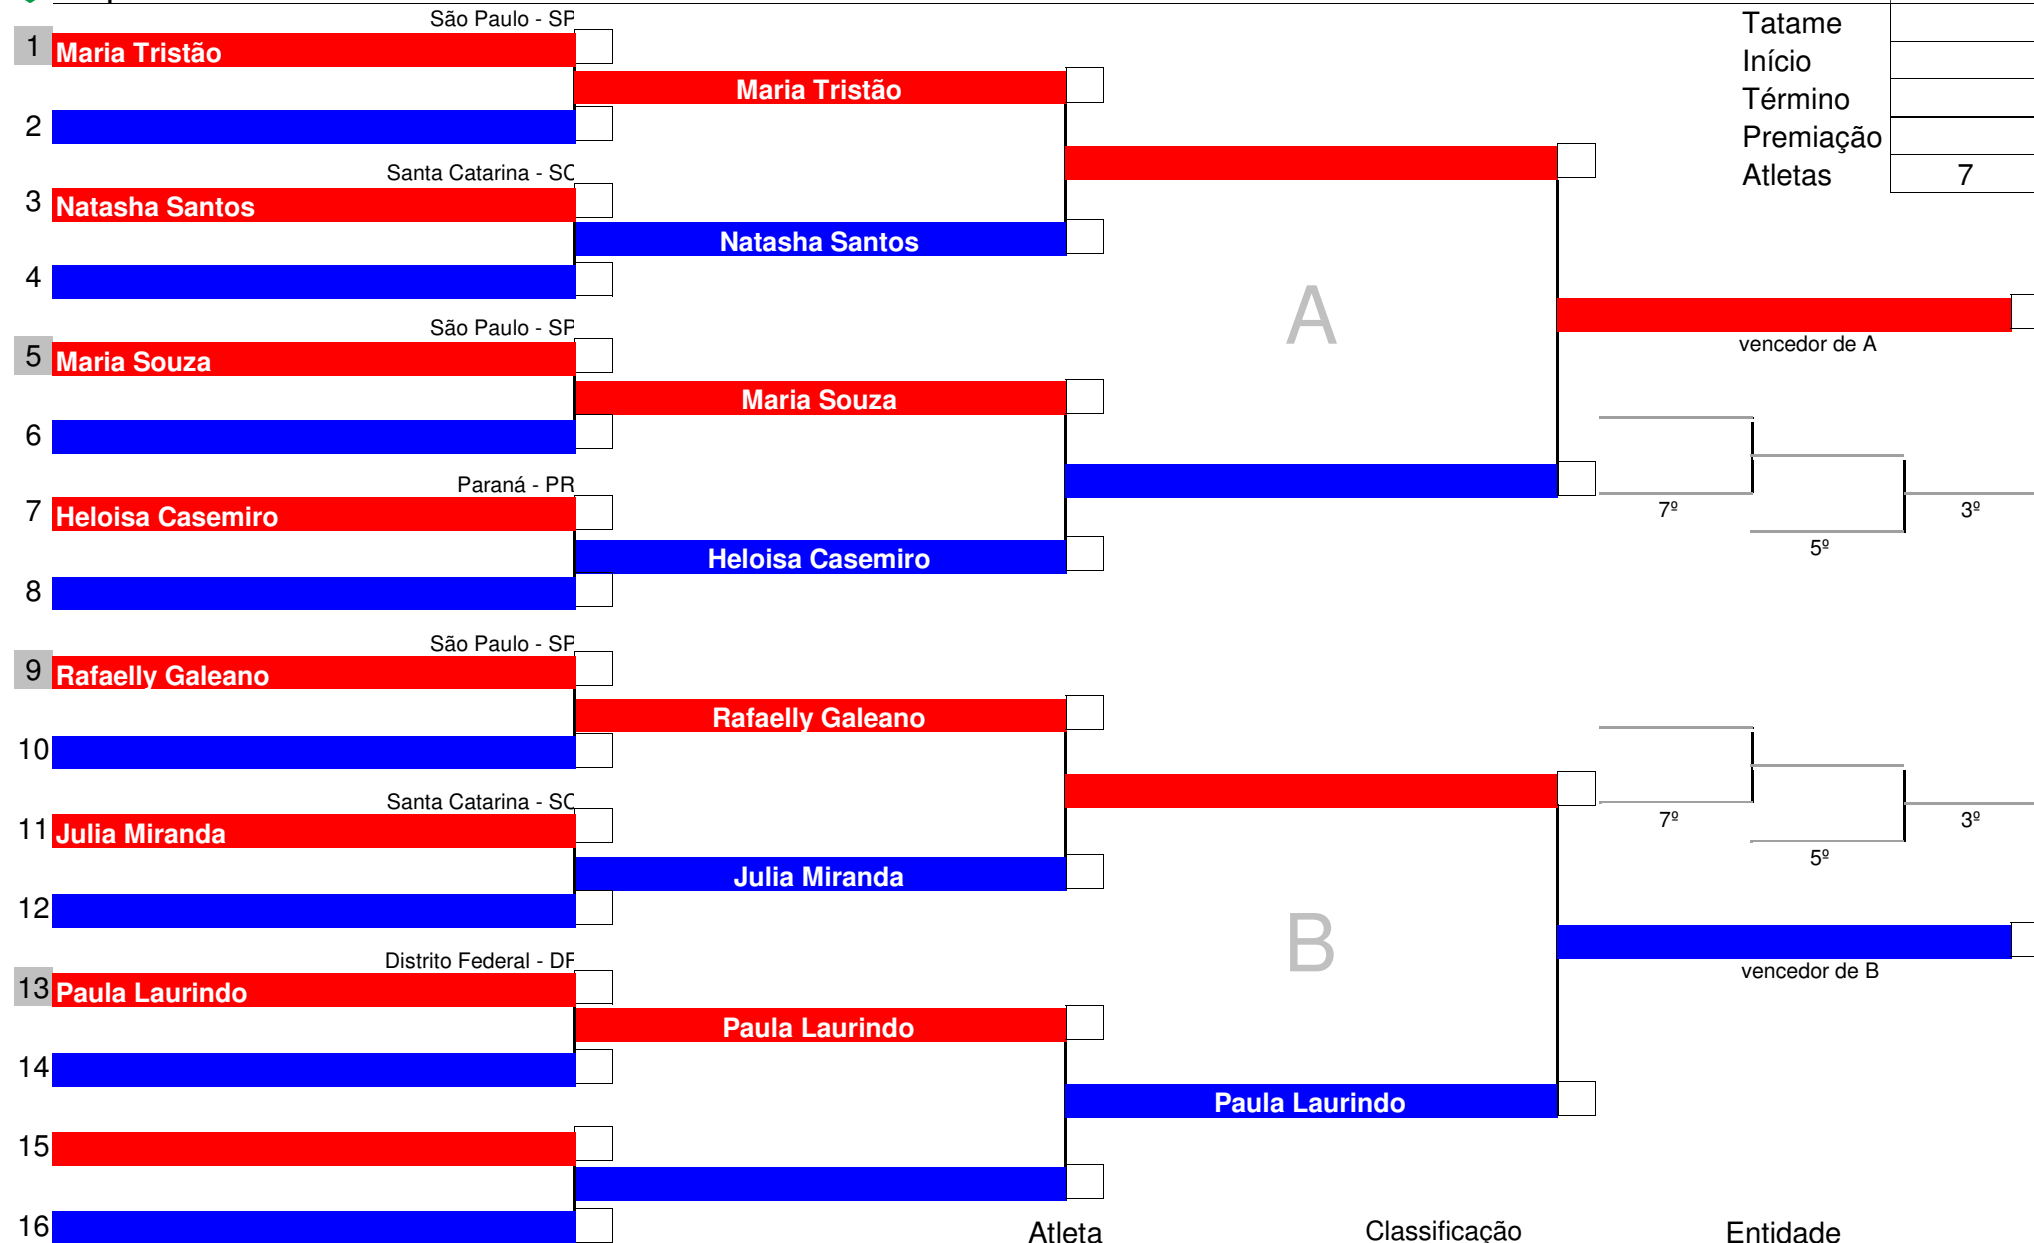 São Paulo - SP
1 Maria Tristão
Maria Tristão
2
Santa Catarina - SC
3 Natasha Santos
Natasha Santos
4
São Paulo - SP
5 Maria Souza
Maria Souza
6
Paraná - PR
7 Heloisa Casemiro
Heloisa Casemiro
8
São Paulo - SP
9 Rafaelly Galeano
Rafaelly Galeano
10
Santa Catarina - SC
11 Julia Miranda
Julia Miranda
12
Distrito Federal - DF
13 Paula Laurindo
Paula Laurindo
14
Paula Laurindo
15
16
A
B
Tatame
Início
Término
Premiação
Atletas 7
vencedor de A
7º
3º
5º
7º
3º
5º
vencedor de B
Atleta Classificação Entidade